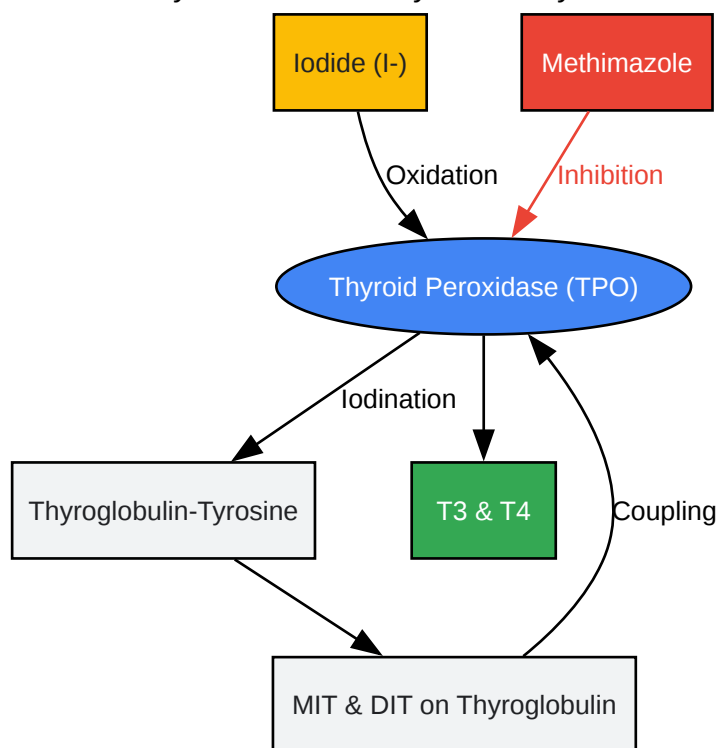 Iodide (I-)
Methimazole
Oxidation
Inhibition
Thyroid Peroxidase (TPO)
Iodination
Thyroglobulin-Tyrosine
T3 & T4
Coupling
MIT & DIT on Thyroglobulin